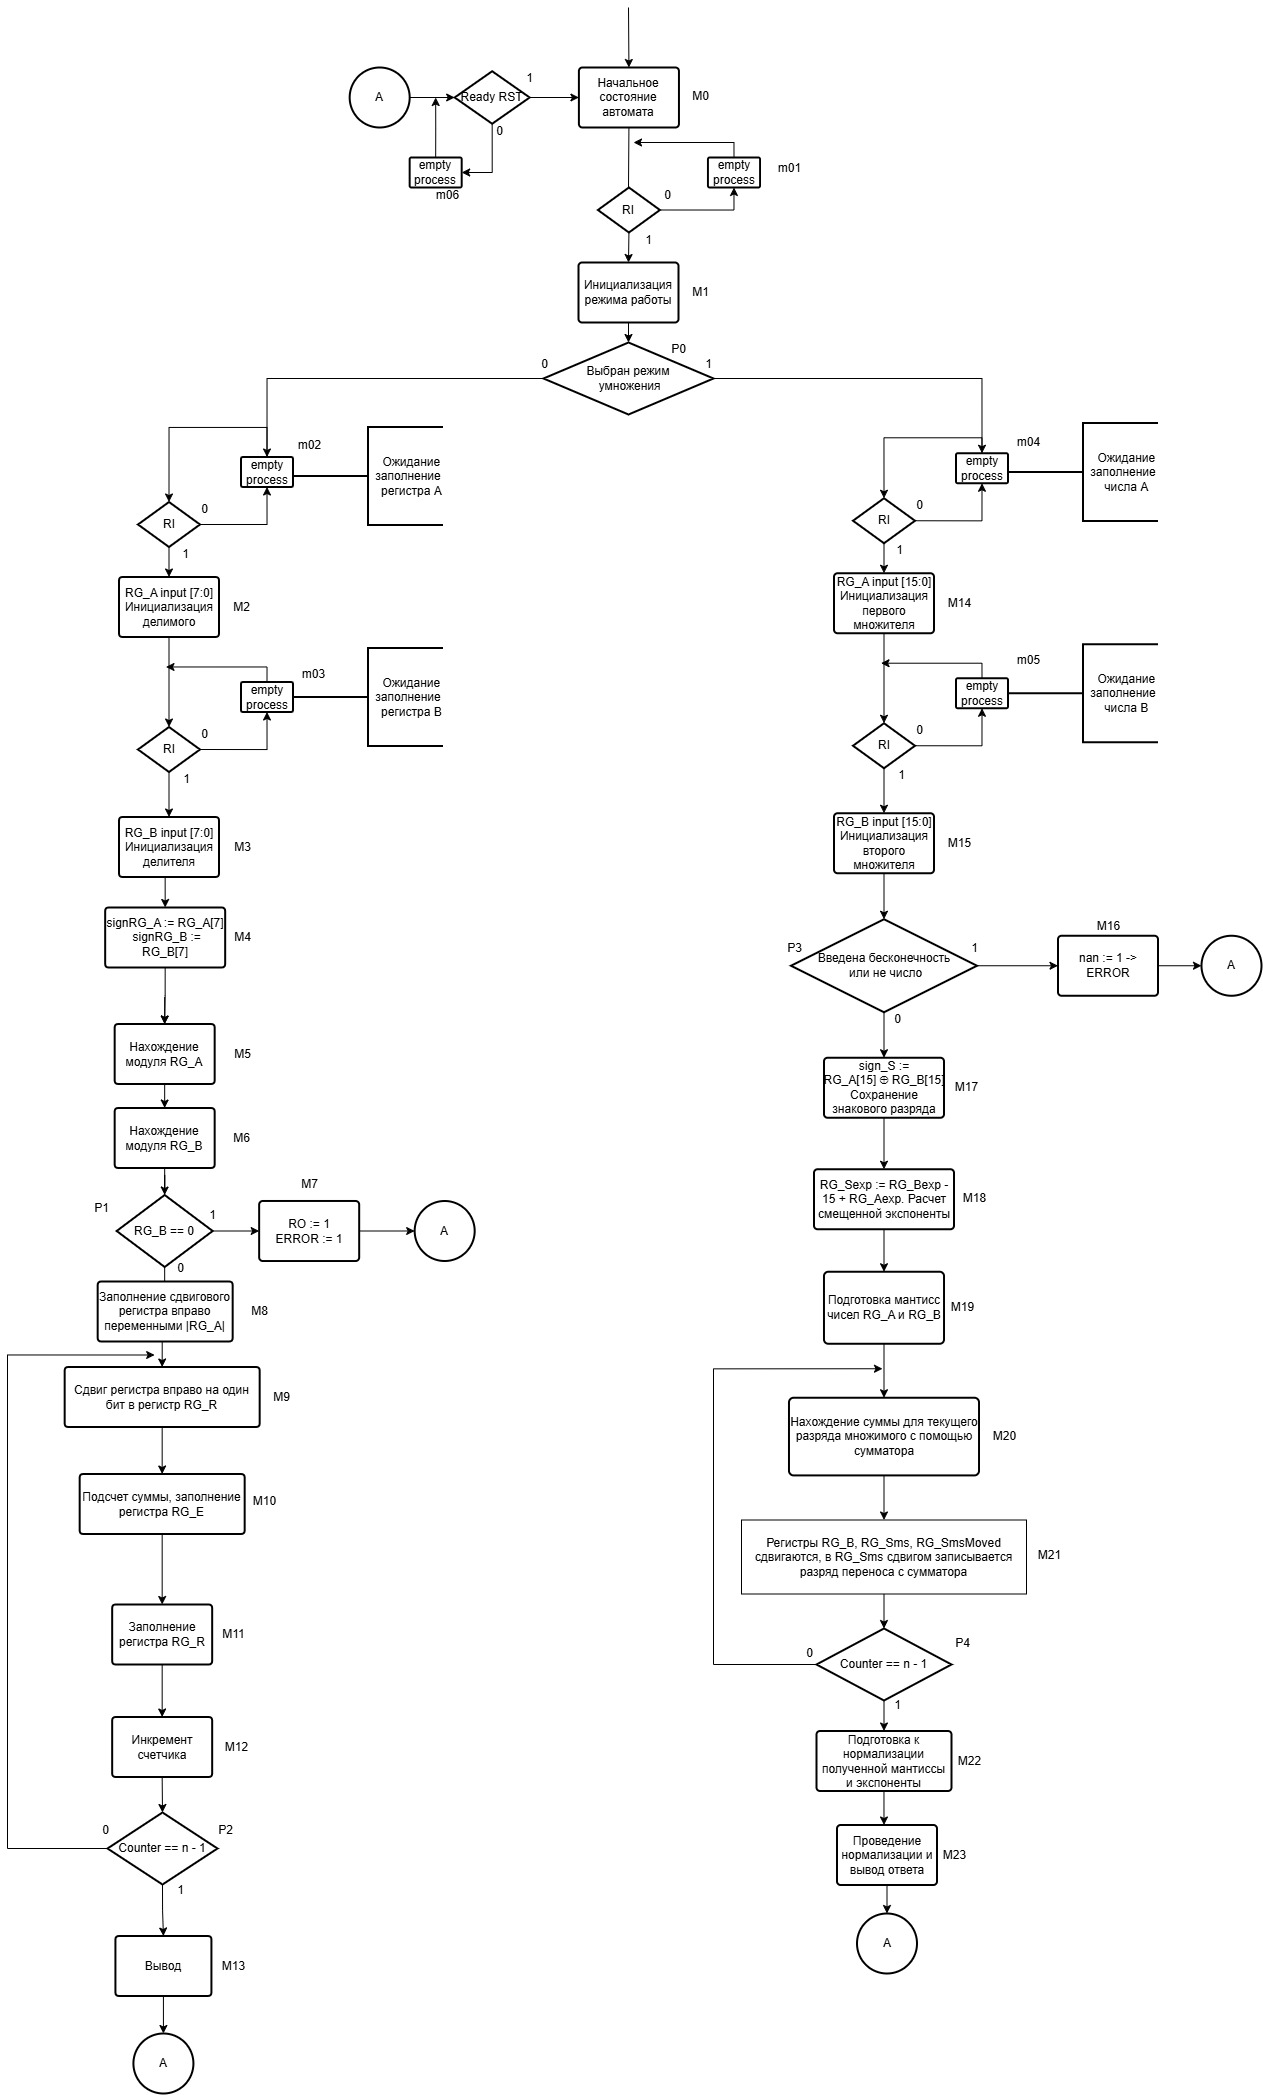 A
Ready RST
1
0
empty
process
m06
Начальное
состояние
автомата
M0
empty
process
m01
RI
0
1
Инициализация
режима работы
M1
P0
Выбран режим
умножения
0
1
m02
empty
process
Ожидание
заполнение
регистра A
RI
0
1
RG_A input [7:0]
Инициализация
делимого
M2
m03
empty
process
Ожидание
заполнение
регистра B
RI
0
1
RG_B input [7:0]
Инициализация
делителя
M3
signRG_A := RG_A[7]
signRG_B :=
RG_B[7]
M4
Нахождение
модуля RG_A
M5
Нахождение
модуля RG_B
M6
P1
RG_B == 0
1
0
M7
RO := 1
ERROR := 1
A
Заполнение сдвигового
регистра вправо
переменными |RG_A|
M8
Сдвиг регистра вправо на один
бит в регистр RG_R
M9
Подсчет суммы, заполнение
регистра RG_E
M10
Заполнение
регистра RG_R
M11
Инкремент
счетчика
M12
0
P2
Counter == n - 1
1
Вывод
M13
A
m04
empty
process
Ожидание
заполнение
числа A
RI
0
1
RG_A input [15:0]
Инициализация
первого
множителя
M14
m05
empty
process
Ожидание
заполнение
числа B
RI
0
1
RG_B input [15:0]
Инициализация
второго
множителя
M15
P3
Введена бесконечность
или не число
1
0
M16
nan := 1 ->
ERROR
A
sign_S :=
RG_A[15] ⊕ RG_B[15]
Сохранение
знакового разряда
M17
RG_Sexp := RG_Bexp -
15 + RG_Aexp. Расчет
смещенной экспоненты
M18
Подготовка мантисс
чисел RG_A и RG_B
M19
Нахождение суммы для текущего
разряда множимого с помощью
сумматора
M20
Регистры RG_B, RG_Sms, RG_SmsMoved
сдвигаются, в RG_Sms сдвигом записывается
разряд переноса с сумматора
M21
0
P4
Counter == n - 1
1
Подготовка к
нормализации
полученной мантиссы
и экспоненты
M22
Проведение
нормализации и
вывод ответа
M23
A